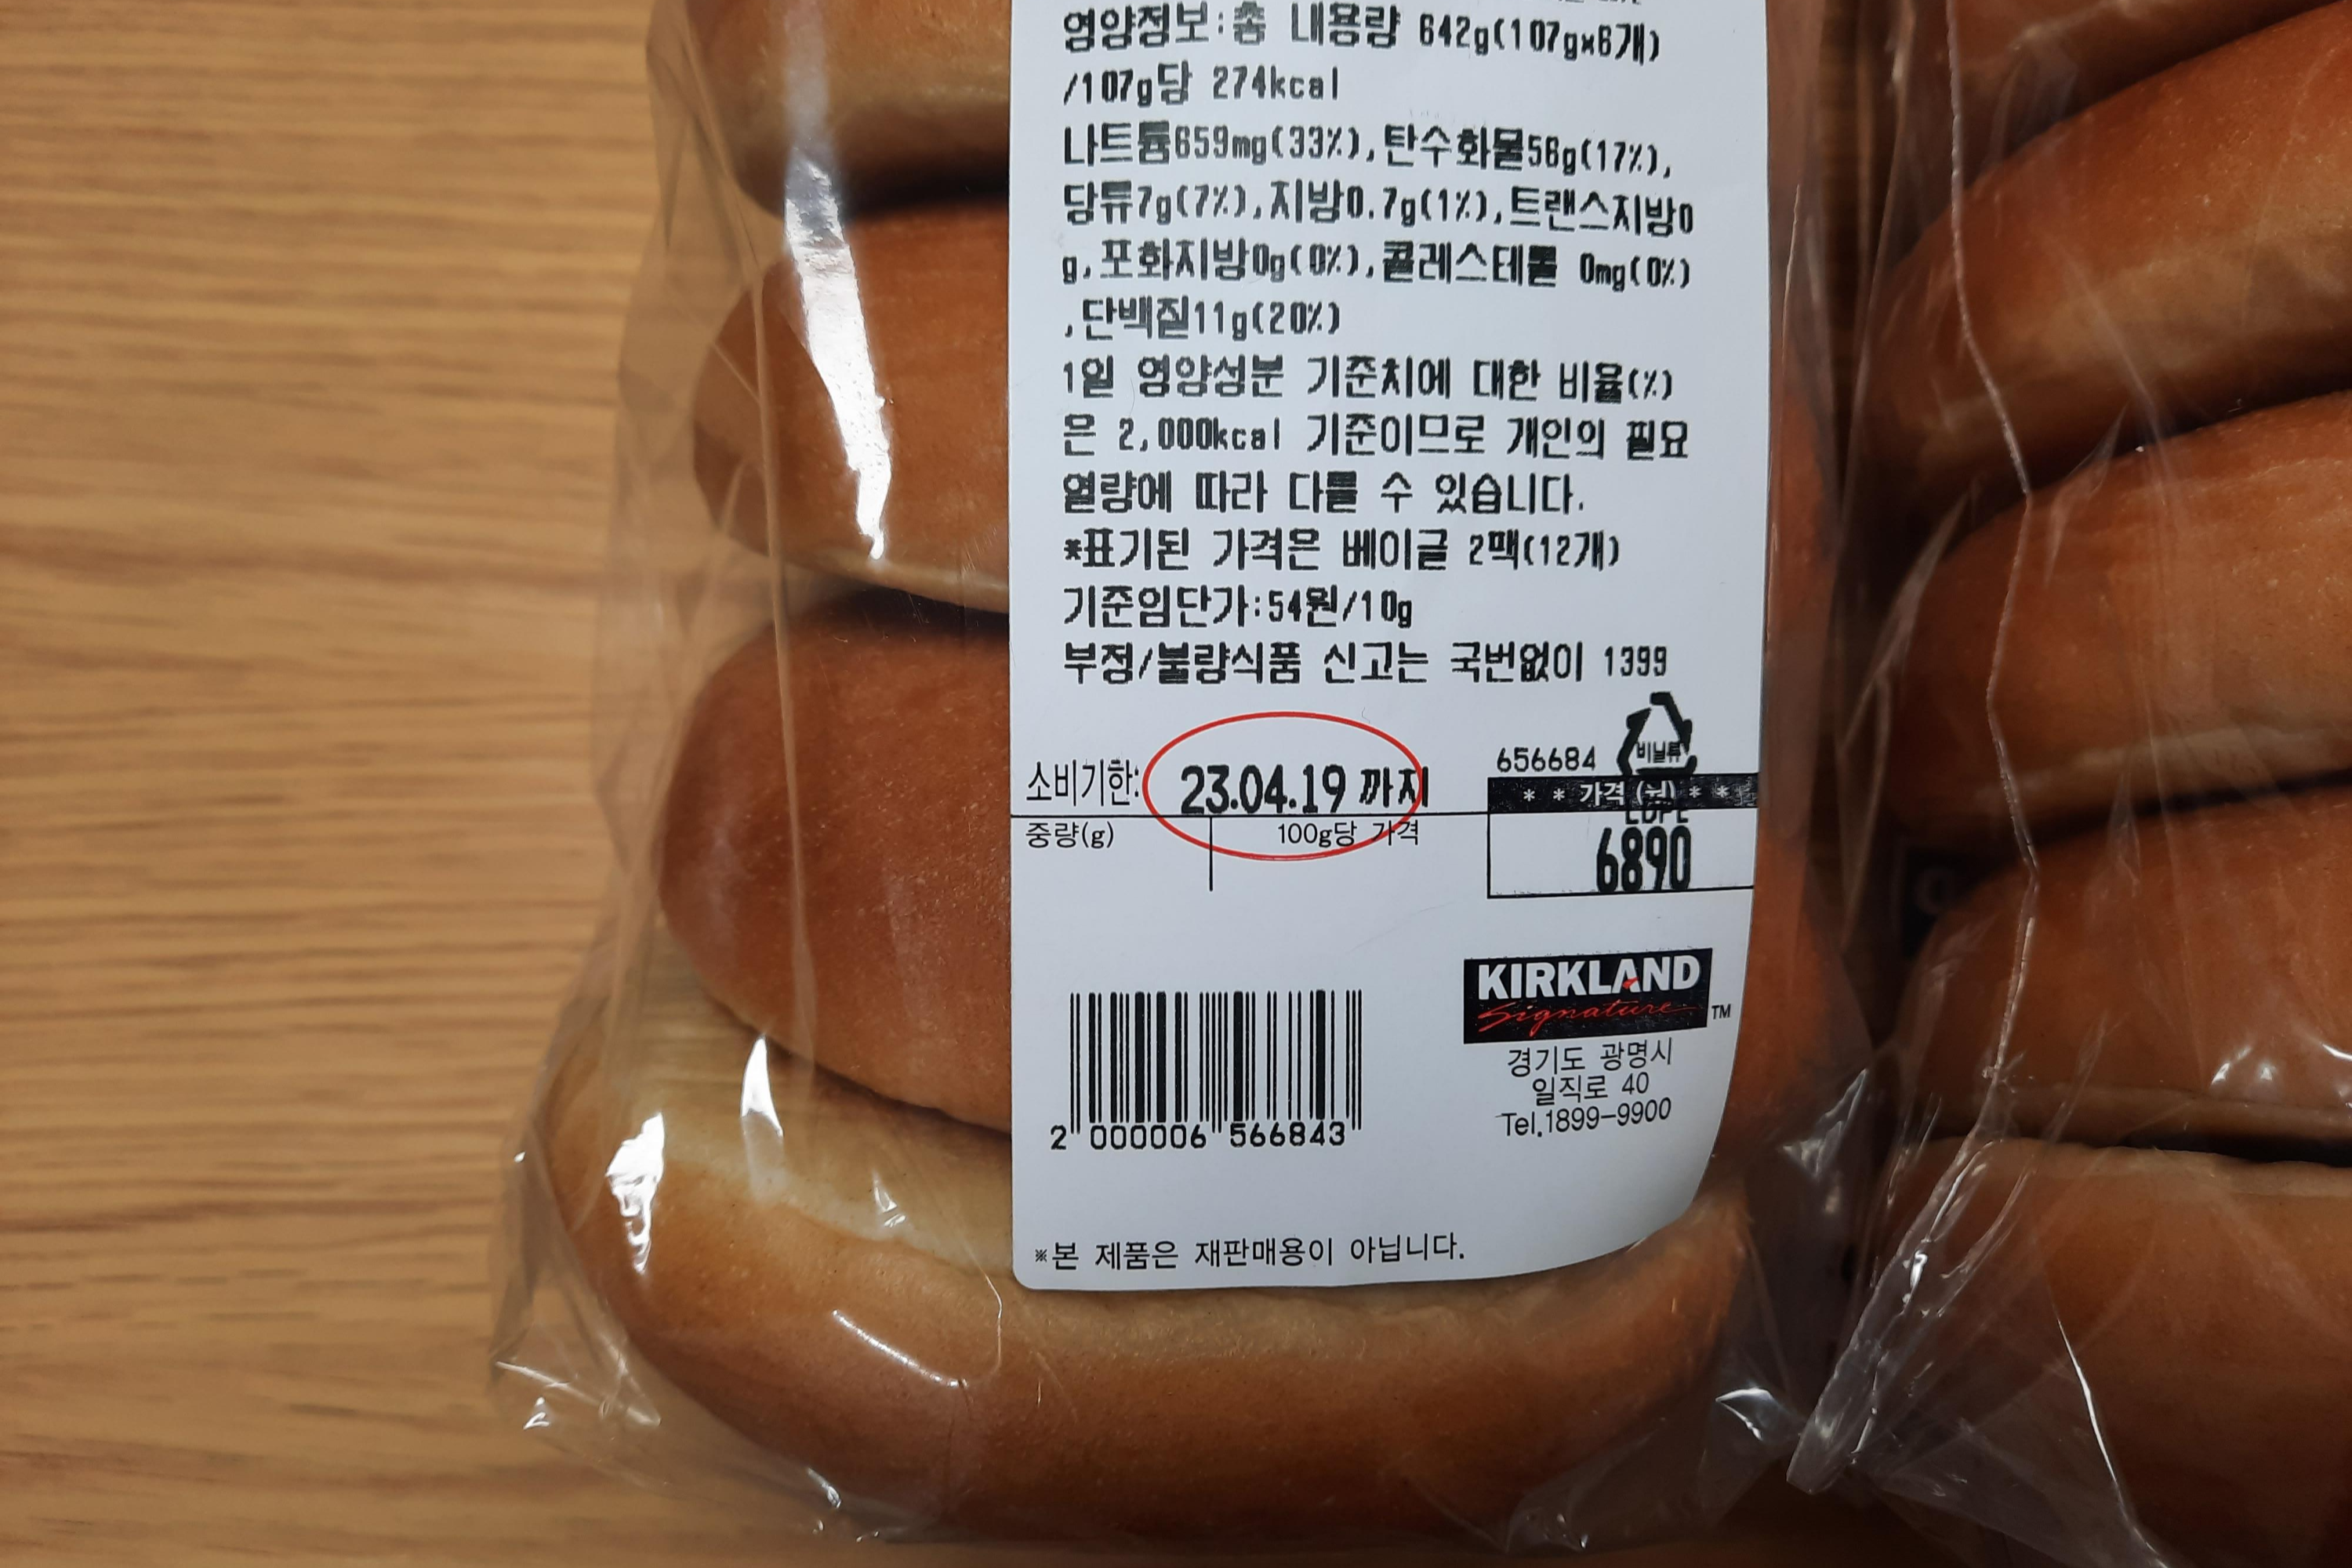 영양정보:총 내용량 642g(107gx6개)
/107g당 274kcal
나트륨659mg(33%),탄수화물56g(17%),
당류7g(7%),지방0.7g(1%),트랜스지방0
g,포화지방0g(0%),콜레스테롤 0mg(0%)
,단백질11g(20%)
1일 영양성분 기준치에 대한 비율(%)
은 2,000kcal 기준이므로 개인의 필요
열량에 따라 다를 수 있습니다.
*표기된 가격은 베이글 2팩(12개)
기준임단가:54원/10g
부정/불량식품 신고는 국번없이 1399
소비기한: 23.04.19 까지
656684 비닐류
LDPE
* * 가격 (원) * *
6890
중량(g) 100g당 가격
KIRKLAND
Signature TM
경기도 광명시
일직로 40
Tel.1899-9900
2 000006 566843
※본 제품은 재판매용이 아닙니다.